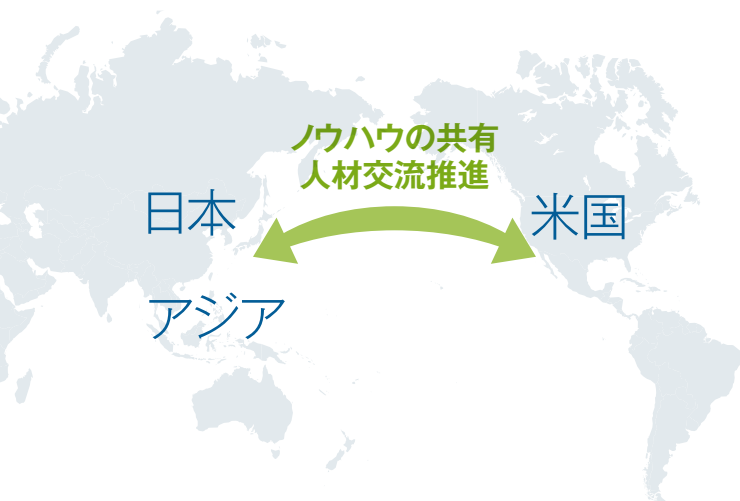 ノウハウの共有
人材交流推進
日本
米国
アジア